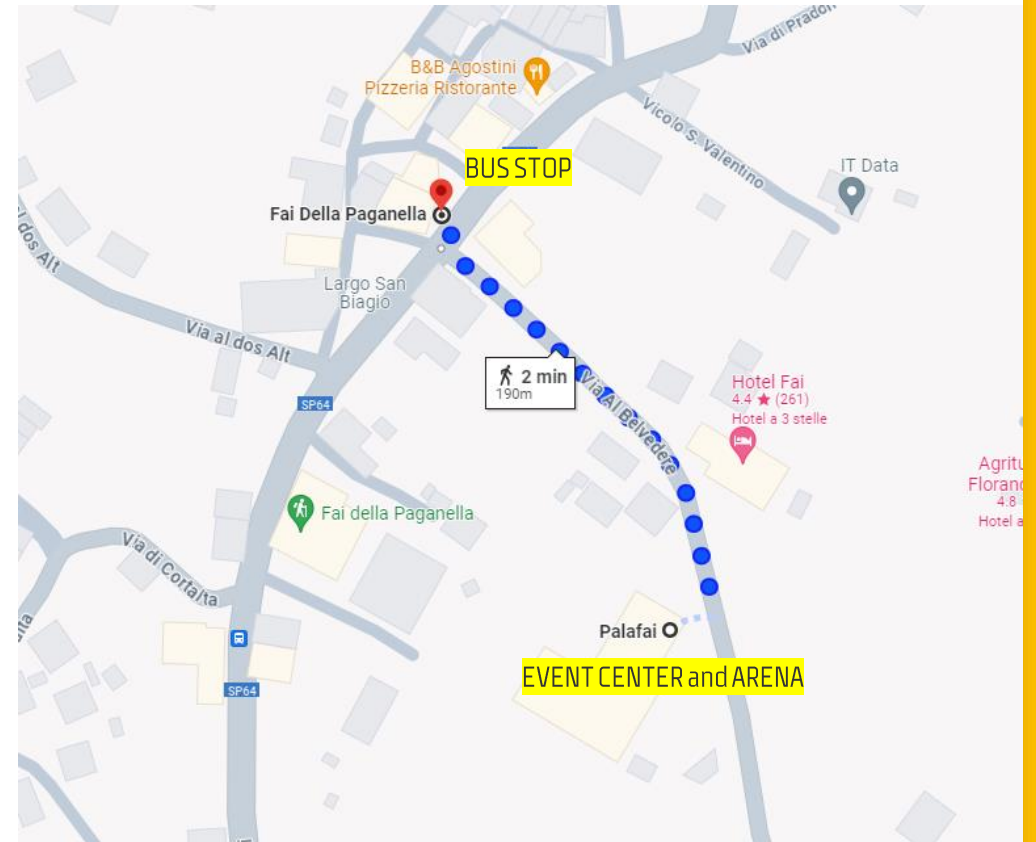 Via di Pradon
B&B Agostini
Pizzeria Ristorante
Vicolo S. Valentino
BUS STOP
IT Data
Fai Della Paganella
dos Alt
Largo San
Biagio
Via al dos Alt
2 min
190m
Via Al Belvedere
Hotel Fai
4.4 ★ (261)
Hotel a 3 stelle
SP64
Agritu
Florand
4.8
Hotel a
Fai della Paganella
Via di Cortalta
Palafai
EVENT CENTER and ARENA
SP64